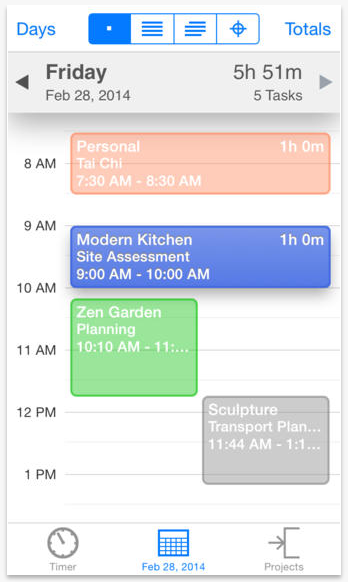 Days
Totals
Friday
5h 51m
Feb 28, 2014
5 Tasks
8 AM
Personal 1h 0m
Tai Chi
7:30 AM - 8:30 AM
9 AM
Modern Kitchen 1h 0m
Site Assessment
9:00 AM - 10:00 AM
10 AM
Zen Garden
Planning
10:10 AM - 11:...
11 AM
12 PM
Sculpture
Transport Plan...
11:44 AM - 1:1...
1 PM
Timer
Feb 28, 2014
Projects